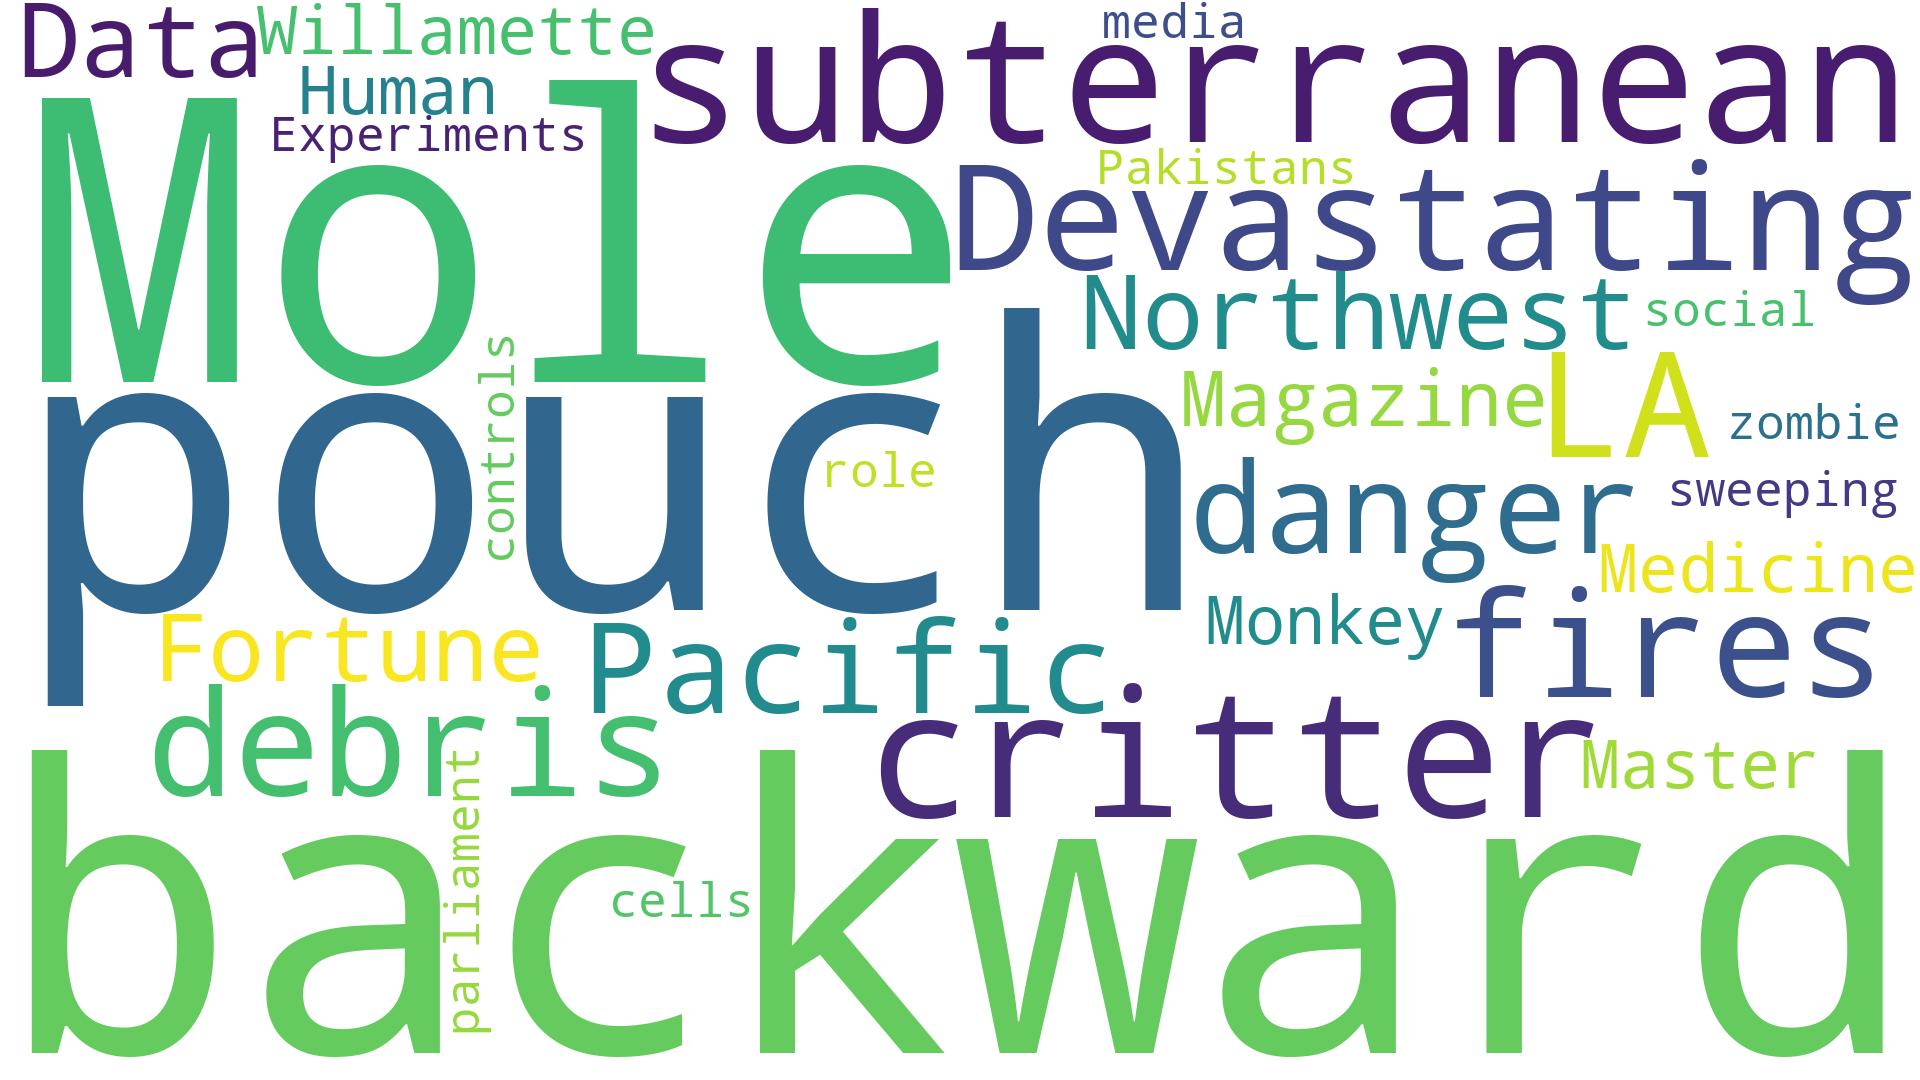 Data
Willamette
subterranean
media
Human
Experiments
Mole
Pakistans
Devastating
Northwest
social
controls
Magazine
LA
zombie
pouch
role
danger
sweeping
Medicine
Monkey
fires
Fortune
Pacific
debris
critter
Master
parliament
backward
cells